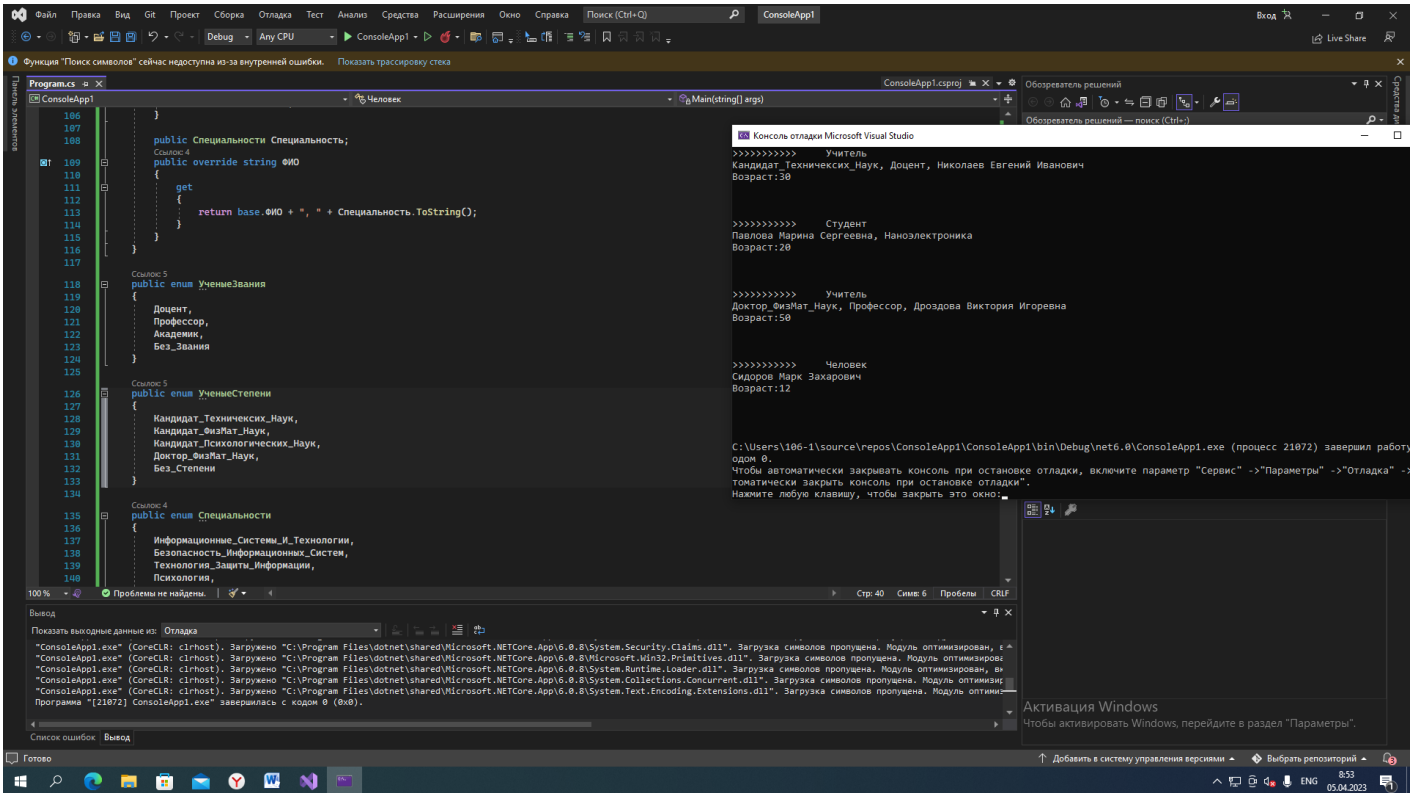 Файл Правка Вид Git Проект Сборка Отладка Тест Анализ Средства Расширения Окно Справка Поиск (Ctrl+Q) ConsoleApp1 Вход
Debug Any CPU ConsoleApp1 Live Share
Функция "Поиск символов" сейчас недоступна из-за внутренней ошибки. Показать трассировку стека
Панель элементов
Program.cs ConsoleApp1.csproj
ConsoleApp1 Человек Main(string[] args)
106 }
107
108 public Специальности Специальность;
Ссылок: 4
109 public override string ФИО
110 {
111 get
112 {
113 return base.ФИО + ", " + Специальность.ToString();
114 }
115 }
116 }
117
Ссылок: 5
118 public enum УченыеЗвания
119 {
120 Доцент,
121 Профессор,
122 Академик,
123 Без_Звания
124 }
125
Ссылок: 5
126 public enum УченыеСтепени
127 {
128 Кандидат_Техничексих_Наук,
129 Кандидат_ФизМат_Наук,
130 Кандидат_Психологических_Наук,
131 Доктор_ФизМат_Наук,
132 Без_Степени
133 }
134
Ссылок: 4
135 public enum Специальности
136 {
137 Информационные_Системы_И_Технологии,
138 Безопасность_Информационных_Систем,
139 Технология_Защиты_Информации,
140 Психология,
100 % Проблемы не найдены. Стр: 40 Симв: 6 Пробелы CRLF
Обозреватель решений
Обозреватель решений — поиск (Ctrl+;)
Консоль отладки Microsoft Visual Studio
>>>>>>>>>>> Учитель
Кандидат_Техничексих_Наук, Доцент, Николаев Евгений Иванович
Возраст:30
>>>>>>>>>>> Студент
Павлова Марина Сергеевна, Наноэлектроника
Возраст:20
>>>>>>>>>>> Учитель
Доктор_ФизМат_Наук, Профессор, Дроздова Виктория Игоревна
Возраст:50
>>>>>>>>>>> Человек
Сидоров Марк Захарович
Возраст:12
C:\Users\106-1\source\repos\ConsoleApp1\ConsoleApp1\bin\Debug\net6.0\ConsoleApp1.exe (процесс 21072) завершил работу
одом 0.
Чтобы автоматически закрывать консоль при остановке отладки, включите параметр "Сервис" ->"Параметры" ->"Отладка" ->
томатически закрыть консоль при остановке отладки".
Нажмите любую клавишу, чтобы закрыть это окно:
Вывод
Показать выходные данные из: Отладка
"ConsoleApp1.exe" (CoreCLR: clrhost). Загружено "C:\Program Files\dotnet\shared\Microsoft.NETCore.App\6.0.8\System.Security.Claims.dll". Загрузка символов пропущена. Модуль оптимизирован,
"ConsoleApp1.exe" (CoreCLR: clrhost). Загружено "C:\Program Files\dotnet\shared\Microsoft.NETCore.App\6.0.8\Microsoft.Win32.Primitives.dll". Загрузка символов пропущена. Модуль оптимизирова
"ConsoleApp1.exe" (CoreCLR: clrhost). Загружено "C:\Program Files\dotnet\shared\Microsoft.NETCore.App\6.0.8\System.Runtime.Loader.dll". Загрузка символов пропущена. Модуль оптимизирован,
"ConsoleApp1.exe" (CoreCLR: clrhost). Загружено "C:\Program Files\dotnet\shared\Microsoft.NETCore.App\6.0.8\System.Collections.Concurrent.dll". Загрузка символов пропущена. Модуль оптимизир
"ConsoleApp1.exe" (CoreCLR: clrhost). Загружено "C:\Program Files\dotnet\shared\Microsoft.NETCore.App\6.0.8\System.Text.Encoding.Extensions.dll". Загрузка символов пропущена. Модуль оптими
Программа "[21072] ConsoleApp1.exe" завершилась с кодом 0 (0x0).
Список ошибок Вывод
Активация Windows
Чтобы активировать Windows, перейдите в раздел "Параметры".
Готово Добавить в систему управления версиями Выбрать репозиторий
ENG 8:53
05.04.2023